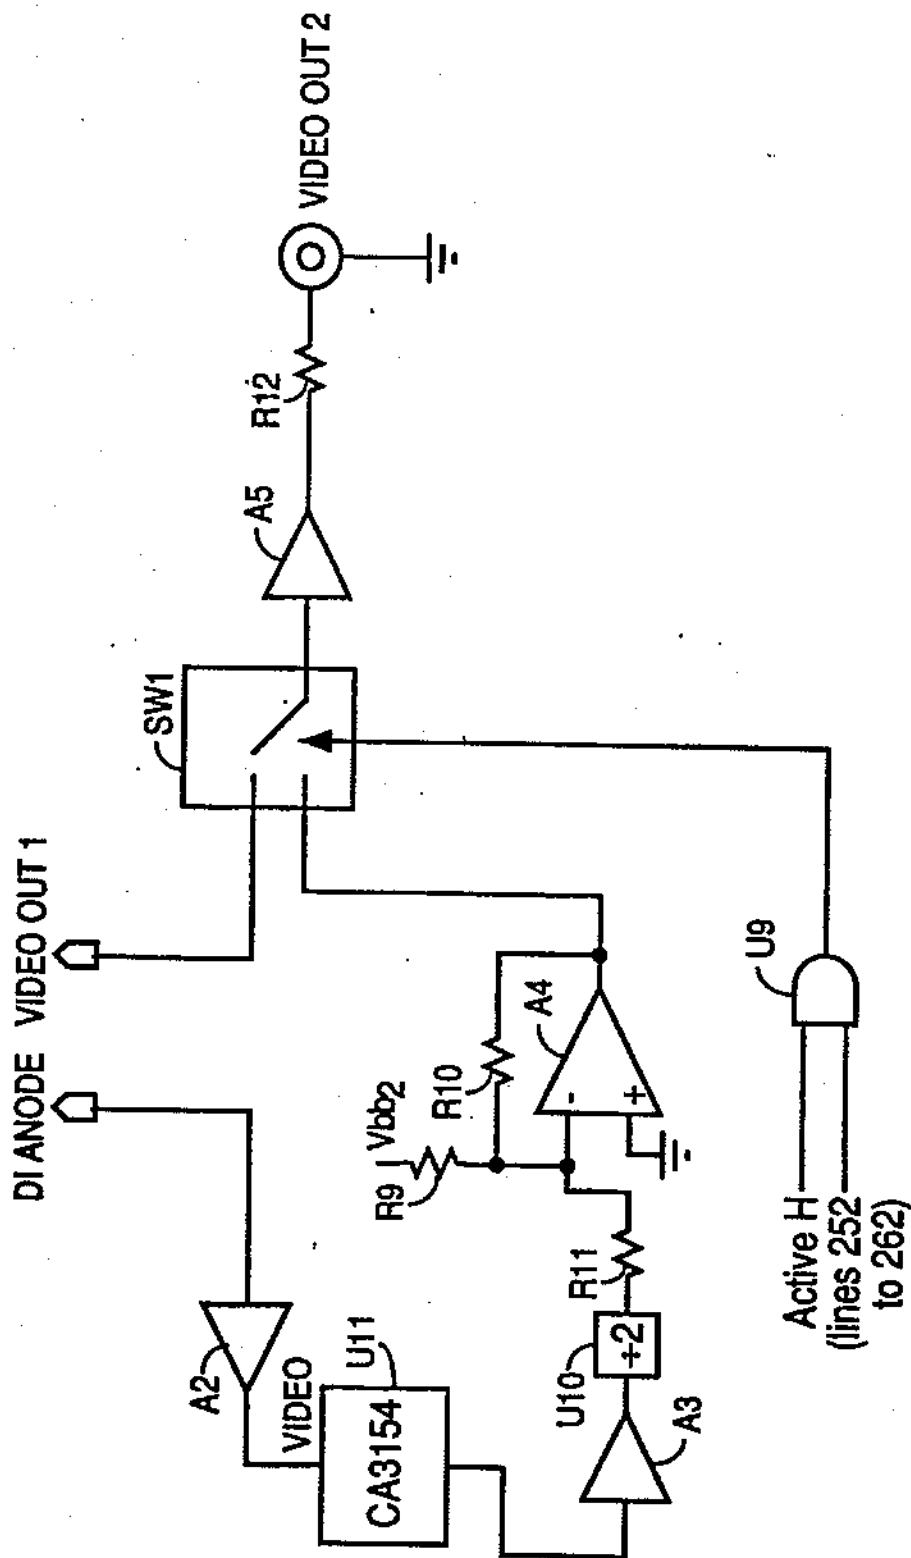 DI ANODE
VIDEO OUT 1
A2
VIDEO
U11
CA3154
SW1
A5
R12
VIDEO OUT 2
Vbb2
R9
R10
A4
-
+
R11
U10
÷2
A3
U9
Active H
(lines 252
to 262)